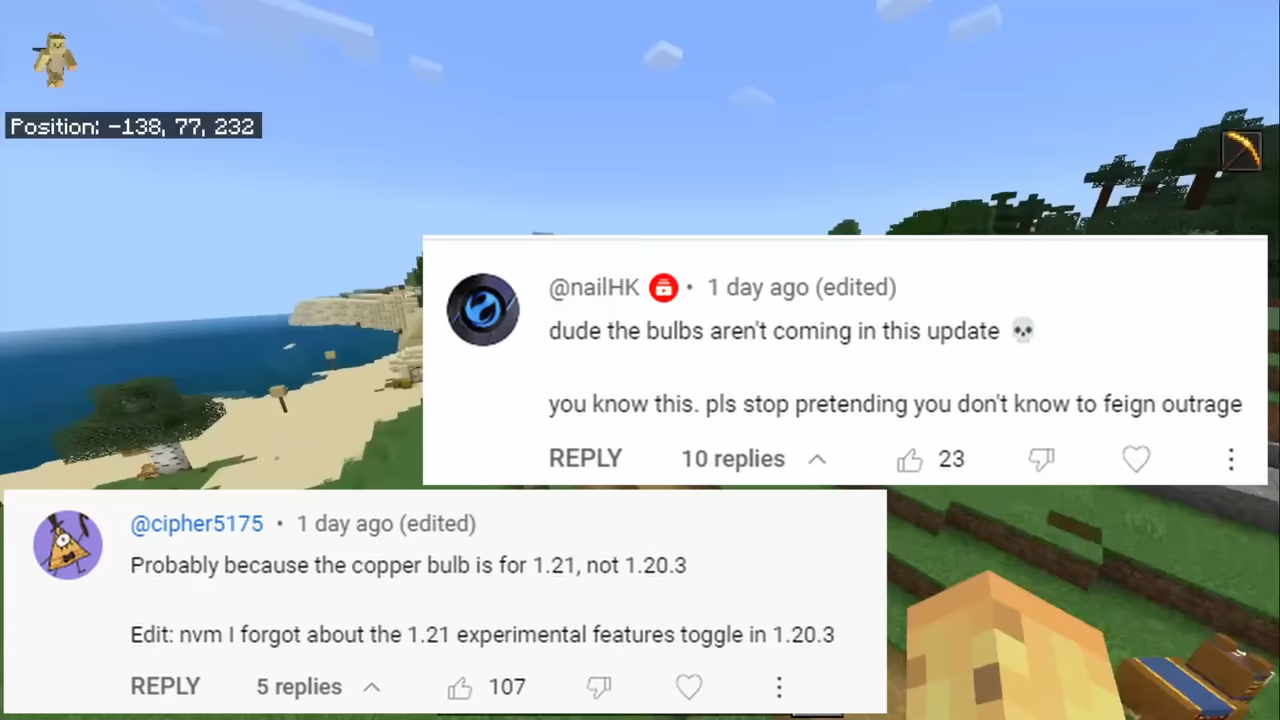 Position: -138, 77, 232
@nailHK • 1 day ago (edited)
dude the bulbs aren't coming in this update 💀
you know this. pls stop pretending you don't know to feign outrage
REPLY 10 replies 23
@cipher5175 • 1 day ago (edited)
Probably because the copper bulb is for 1.21, not 1.20.3
Edit: nvm I forgot about the 1.21 experimental features toggle in 1.20.3
REPLY 5 replies 107